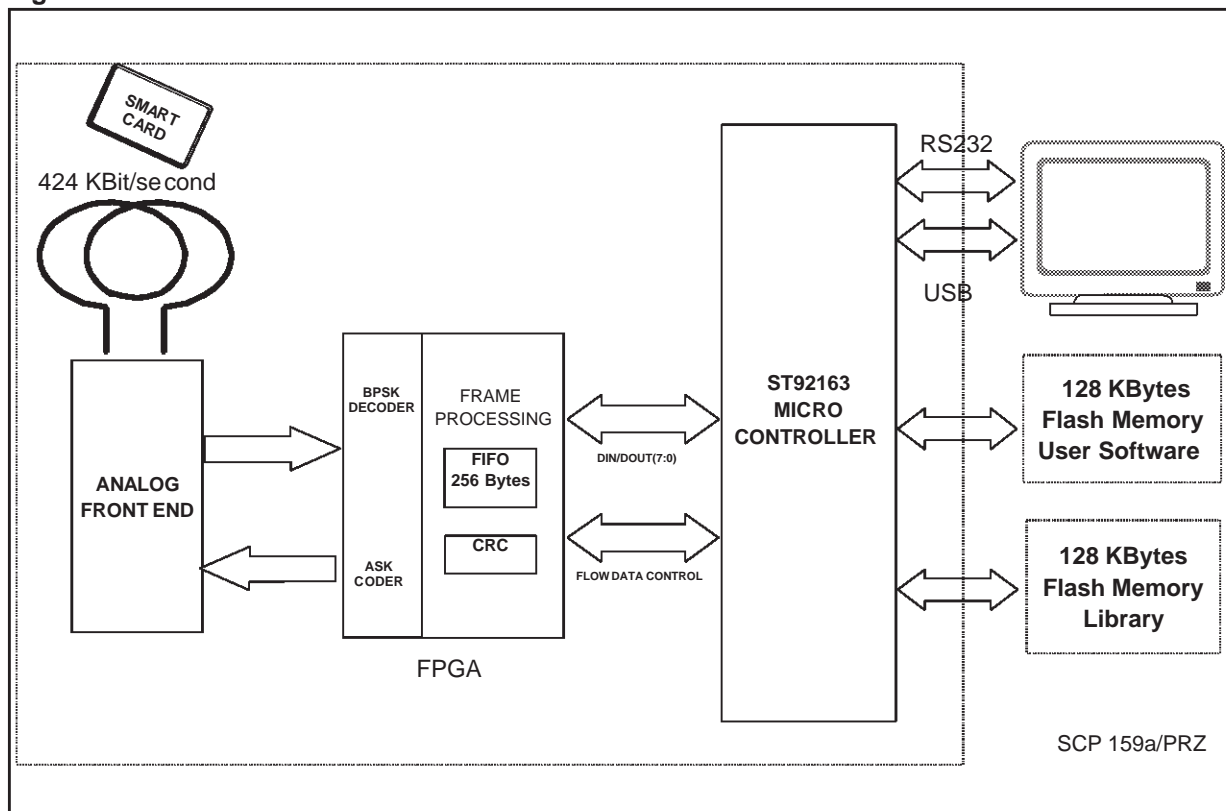 SMART
CARD
424 KBit/second
RS232
USB
ANALOG
FRONT END
BPSK
DECODER
ASK
CODER
FRAME
PROCESSING
FIFO
256 Bytes
CRC
FPGA
DIN/DOUT(7:0)
FLOW DATA CONTROL
ST92163
MICRO
CONTROLLER
128 KBytes
Flash Memory
User Software
128 KBytes
Flash Memory
Library
SCP 159a/PRZ